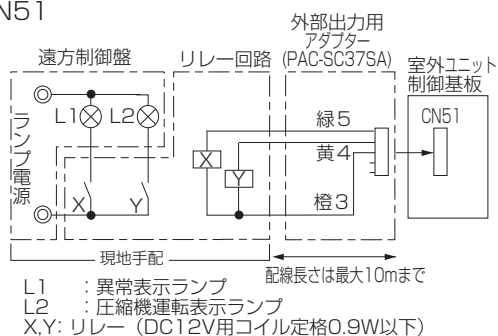 N51
外部出力用
アダプター
遠方制御盤
リレー回路
(PAC-SC37SA)
室外ユニット
制御基板
L1
L2
緑5
CN51
ランプ電源
X
黄4
Y
X
Y
橙3
現地手配
配線長さは最大10mまで
L1 :異常表示ランプ
L2 :圧縮機運転表示ランプ
X,Y:リレー(DC12V用コイル定格0.9W以下)